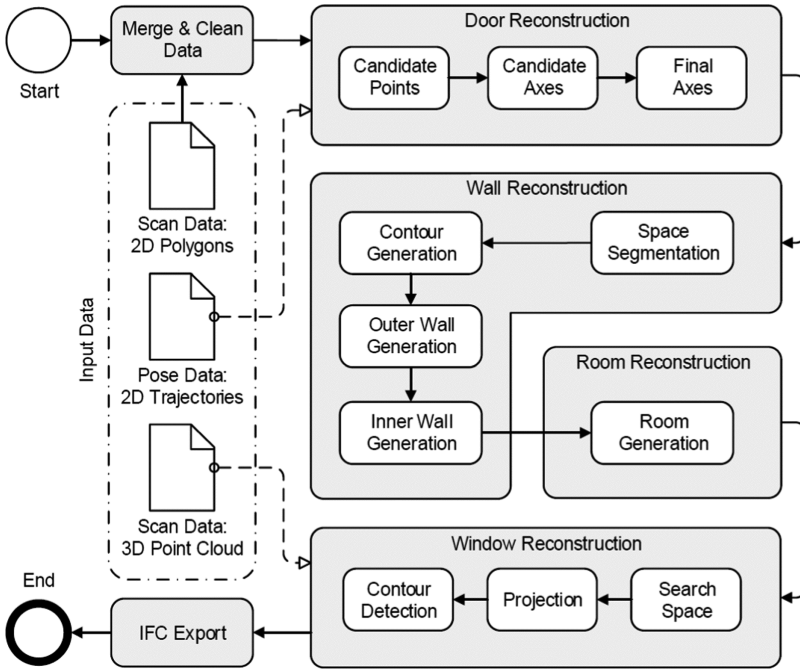 Start
Merge & Clean
Data
Door Reconstruction
Candidate
Points
Candidate
Axes
Final
Axes
Input Data
Scan Data:
2D Polygons
Pose Data:
2D Trajectories
Scan Data:
3D Point Cloud
Wall Reconstruction
Space
Segmentation
Contour
Generation
Outer Wall
Generation
Inner Wall
Generation
Room Reconstruction
Room
Generation
Window Reconstruction
Search
Space
Projection
Contour
Detection
IFC Export
End